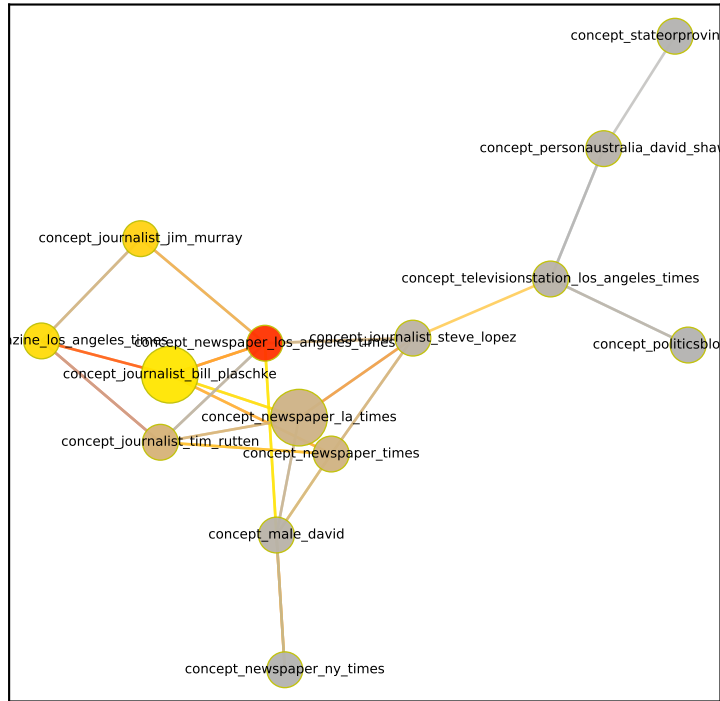 concept_stateorprovin
concept_personaustralia_david_shaw
concept_journalist_jim_murray
concept_televisionstation_los_angeles_times
azine_los_angeles_times
concept_newspaper_los_angeles_times
concept_journalist_steve_lopez
concept_politicsblo
concept_journalist_bill_plaschke
concept_newspaper_la_times
concept_journalist_tim_rutten
concept_newspaper_times
concept_male_david
concept_newspaper_ny_times